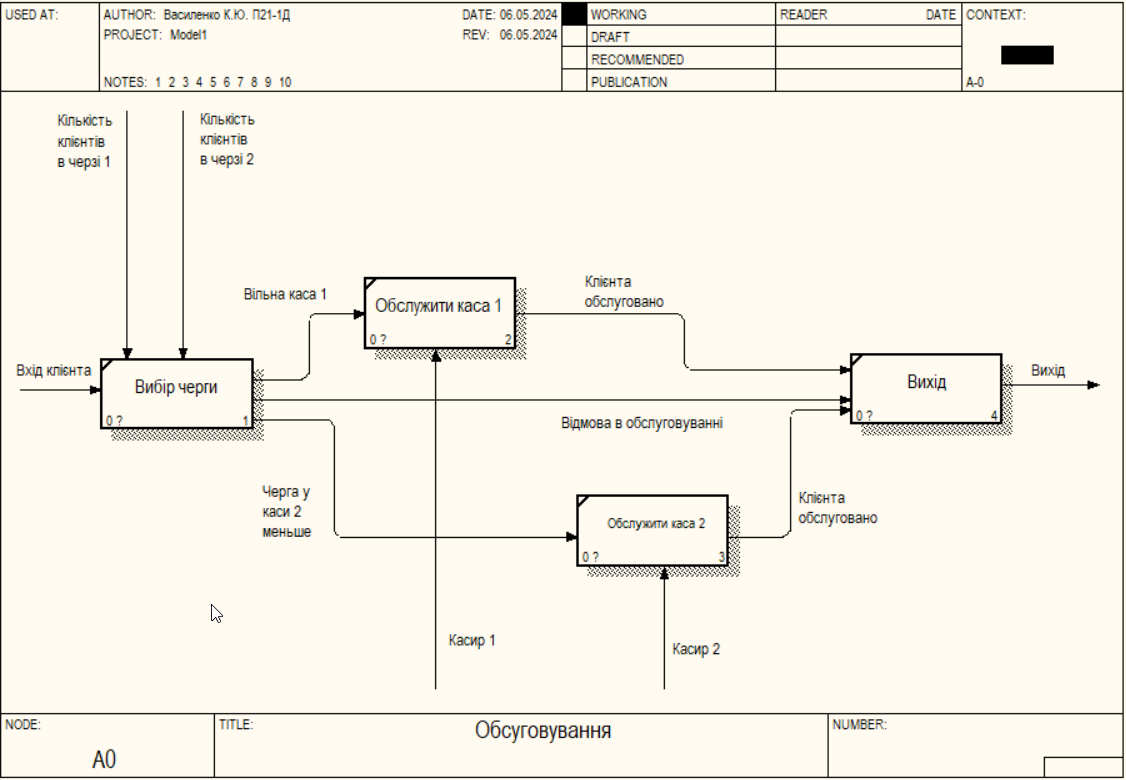 USED AT:
AUTHOR: Василенко К.Ю. П21-1Д
DATE: 06.05.2024
WORKING
READER
DATE
CONTEXT:
PROJECT: Model1
REV: 06.05.2024
DRAFT
RECOMMENDED
NOTES: 1 2 3 4 5 6 7 8 9 10
PUBLICATION
A-0
Кількість
клієнтів
в черзі 1
Кількість
клієнтів
в черзі 2
Вільна каса 1
Обслужити каса 1
0 ?
2
Клієнта
обслуговано
Вхід клієнта
Вибір черги
0 ?
1
Вихід
0 ?
4
Вихід
Відмова в обслуговуванні
Черга у
каси 2
меньше
Обслужити каса 2
0 ?
3
Клієнта
обслуговано
Касир 1
Касир 2
NODE:
A0
TITLE:
Обсуговування
NUMBER: